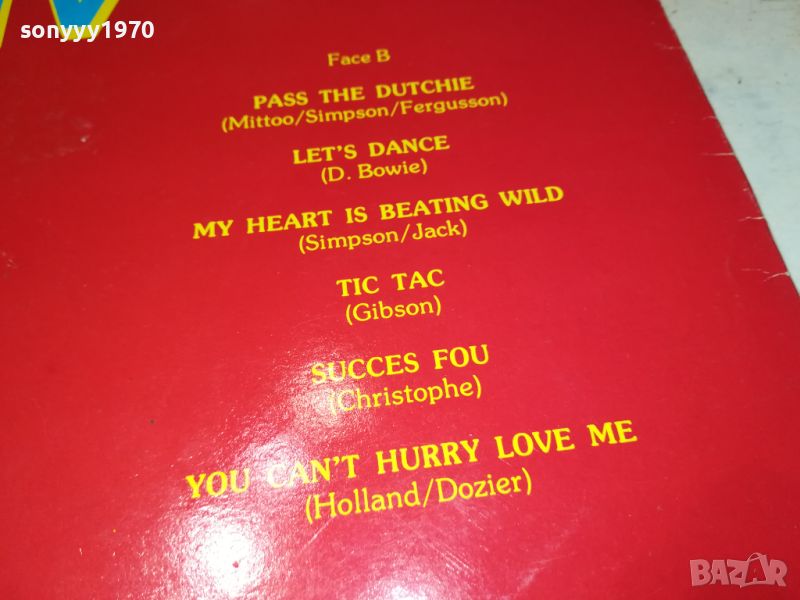 sonyyy1970
Face B
PASS THE DUTCHIE
(Mittoo/Simpson/Fergusson)
LET'S DANCE
(D. Bowie)
MY HEART IS BEATING WILD
(Simpson/Jack)
TIC TAC
(Gibson)
SUCCES FOU
(Christophe)
YOU CAN'T HURRY LOVE ME
(Holland/Dozier)
BAZAR